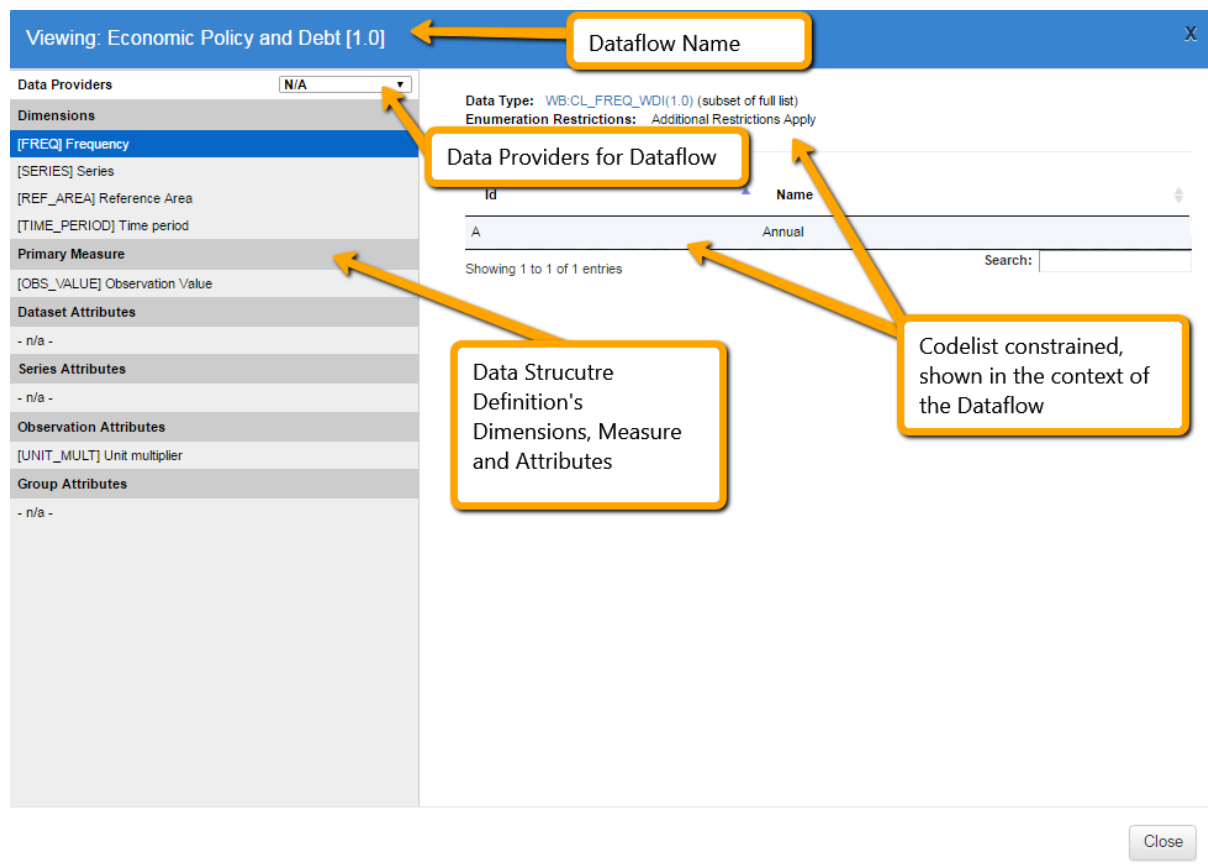 Viewing: Economic Policy and Debt [1.0]
Dataflow Name
X
Data Providers
N/A
Dimensions
[FREQ] Frequency
[SERIES] Series
[REF_AREA] Reference Area
[TIME_PERIOD] Time period
Primary Measure
[OBS_VALUE] Observation Value
Dataset Attributes
- n/a -
Series Attributes
- n/a -
Observation Attributes
[UNIT_MULT] Unit multiplier
Group Attributes
- n/a -
Data Type: WB:CL_FREQ_WDI(1.0) (subset of full list)
Enumeration Restrictions: Additional Restrictions Apply
Data Providers for Dataflow
Id Name
A Annual
Showing 1 to 1 of 1 entries
Search:
Data Strucutre
Definition's
Dimensions, Measure
and Attributes
Codelist constrained,
shown in the context of
the Dataflow
Close